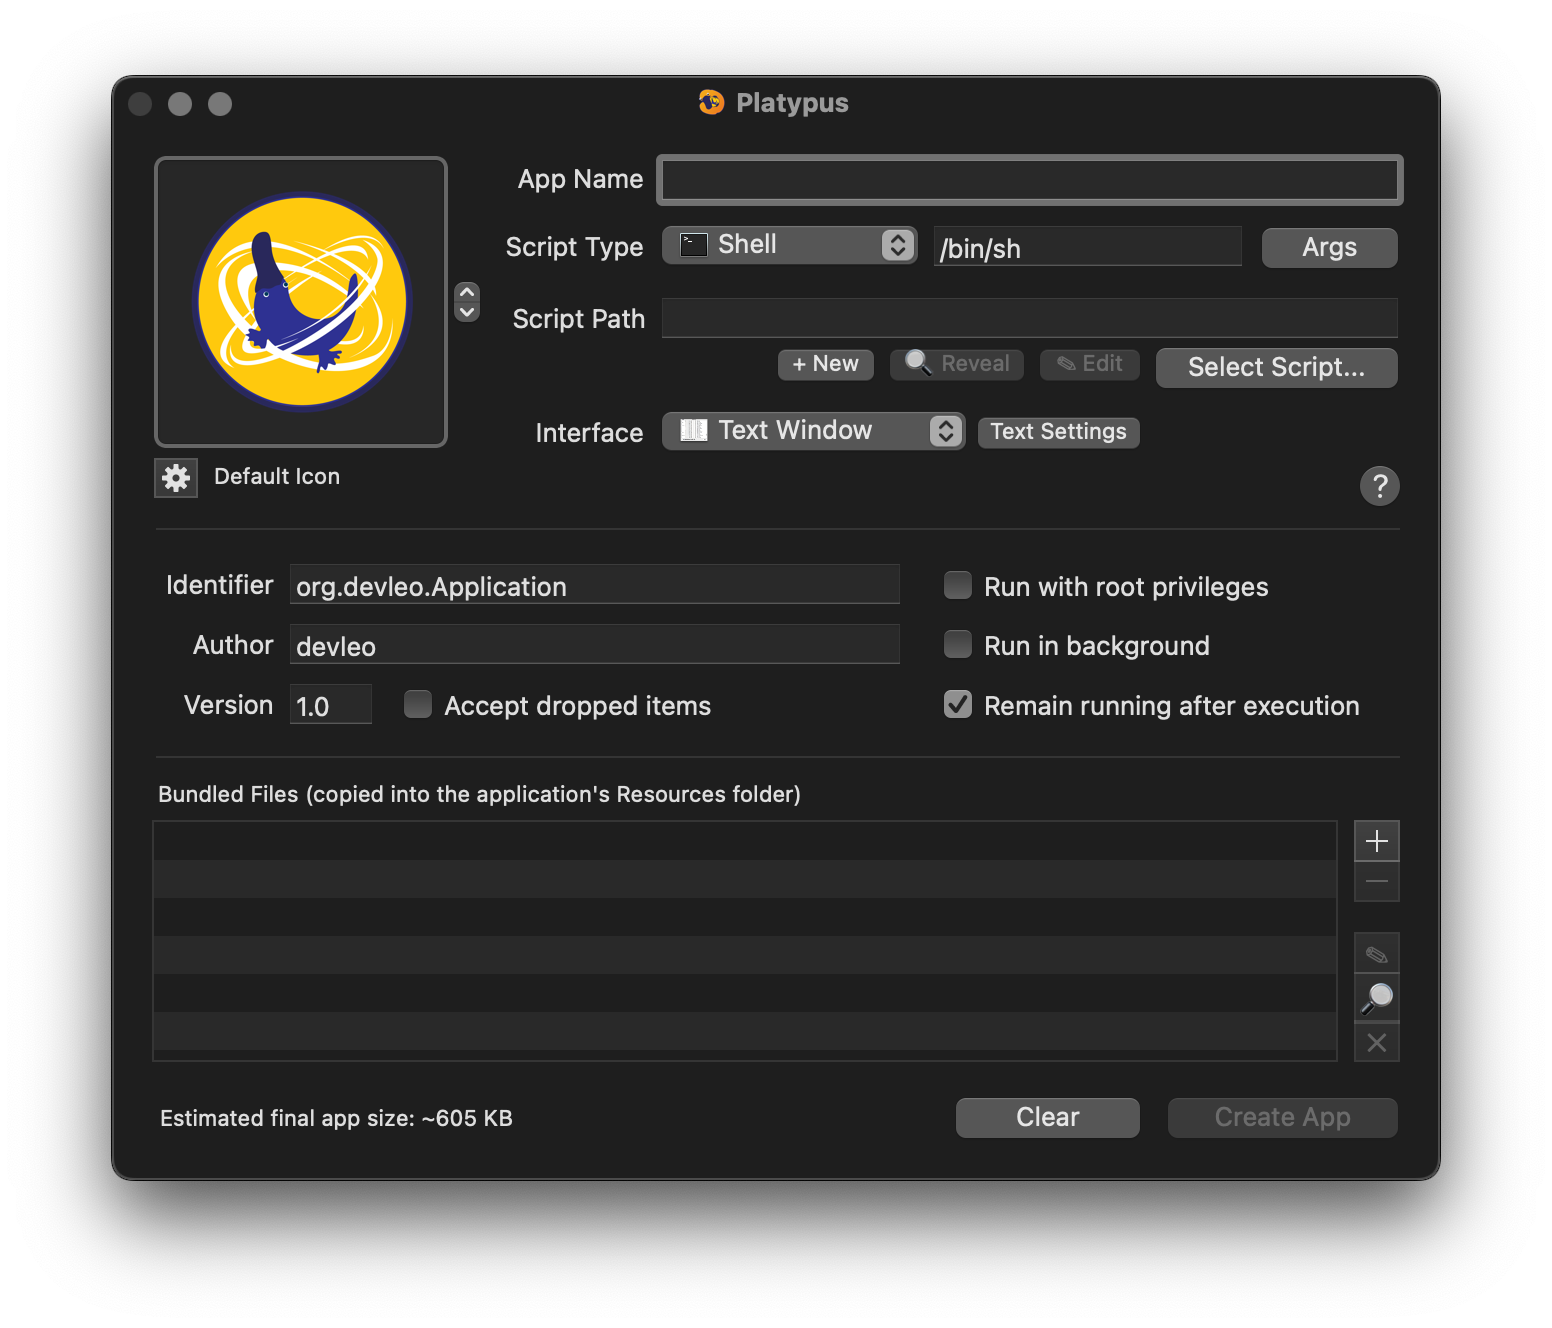 Platypus
App Name
Script Type Shell /bin/sh Args
Script Path
+ New Reveal Edit Select Script...
Interface Text Window Text Settings
Default Icon ?
Identifier org.devleo.Application Run with root privileges
Author devleo Run in background
Version 1.0 Accept dropped items Remain running after execution
Bundled Files (copied into the application's Resources folder)
Estimated final app size: ~605 KB Clear Create App